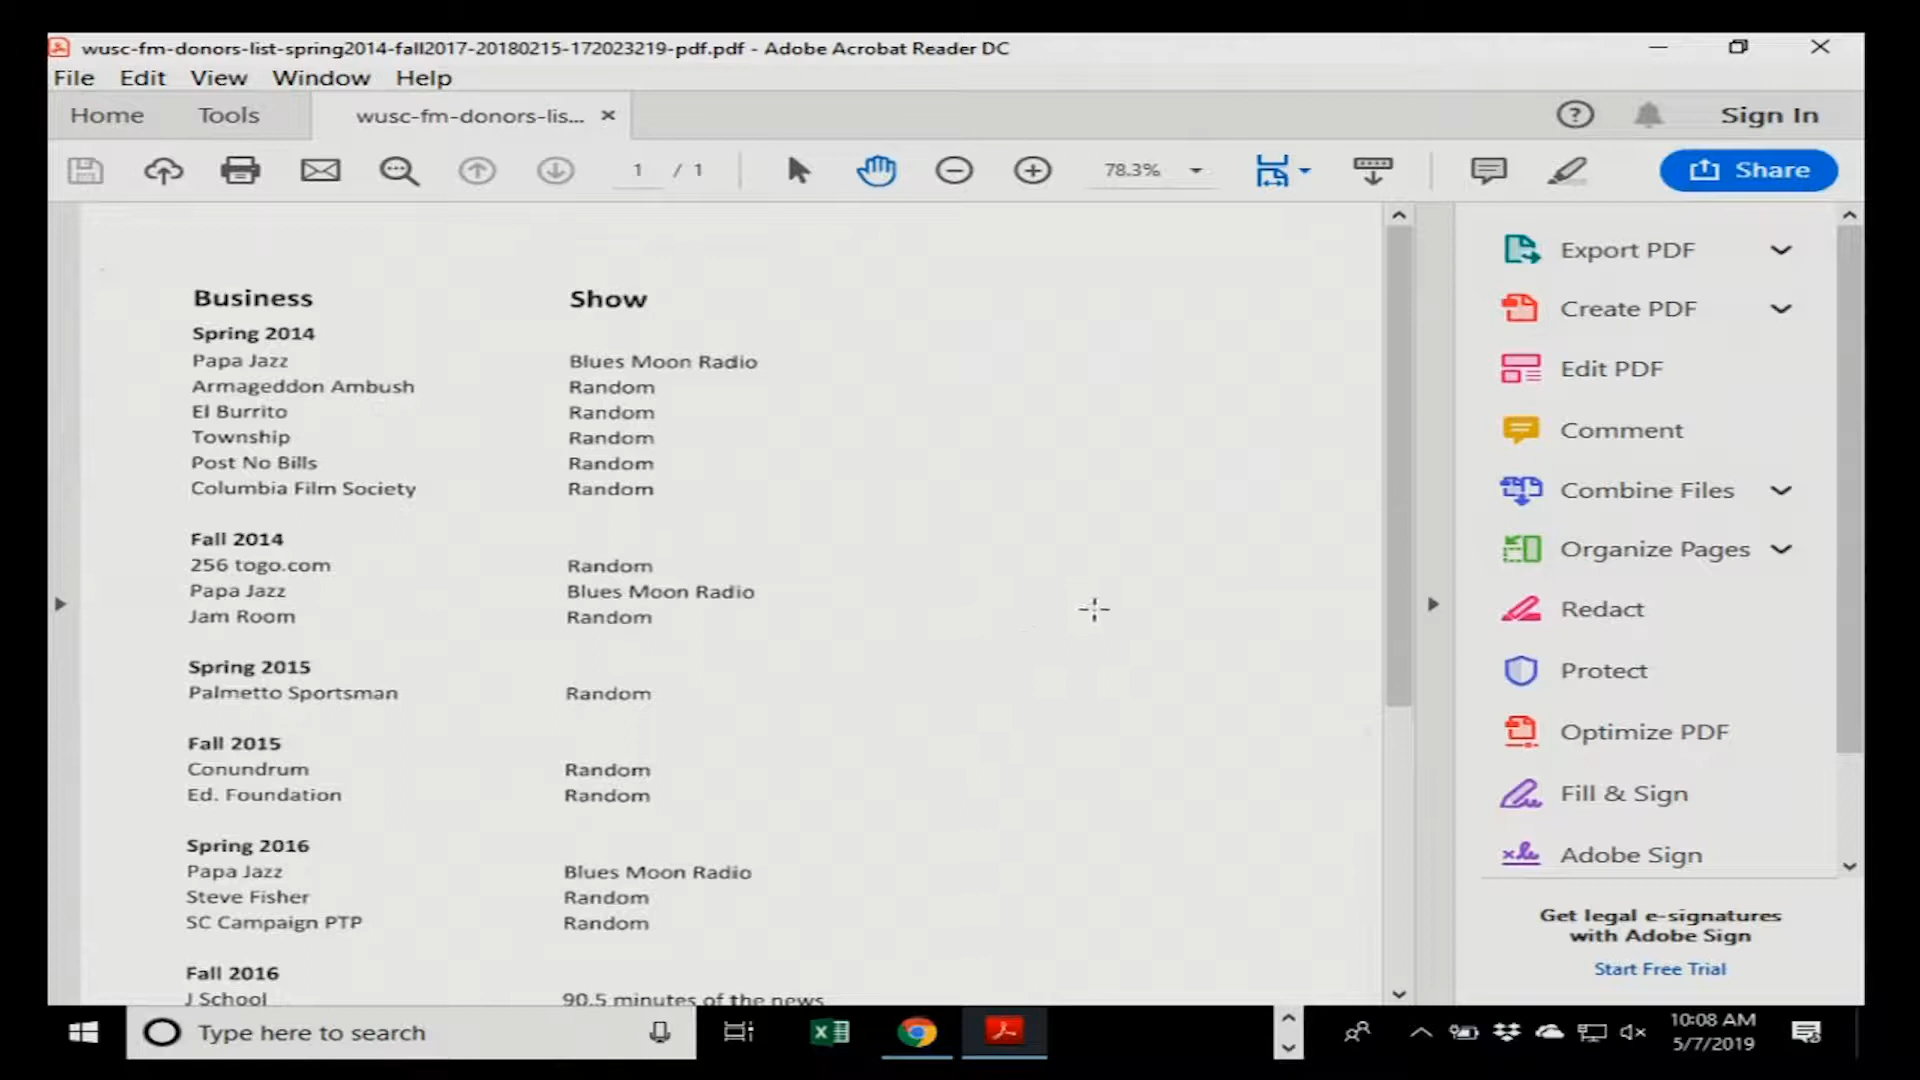 wusc-fm-donors-list-spring2014-fall2017-20180215-172023219-pdf.pdf - Adobe Acrobat Reader DC
File Edit View Window Help
Home Tools wusc-fm-donors-lis... × Sign In
1 / 1 78.3% Share
Business Show
Spring 2014
Papa Jazz Blues Moon Radio
Armageddon Ambush Random
El Burrito Random
Township Random
Post No Bills Random
Columbia Film Society Random
Fall 2014
256 togo.com Random
Papa Jazz Blues Moon Radio
Jam Room Random
Spring 2015
Palmetto Sportsman Random
Fall 2015
Conundrum Random
Ed. Foundation Random
Spring 2016
Papa Jazz Blues Moon Radio
Steve Fisher Random
SC Campaign PTP Random
Fall 2016
J School 90.5 minutes of the news
Export PDF
Create PDF
Edit PDF
Comment
Combine Files
Organize Pages
Redact
Protect
Optimize PDF
Fill & Sign
Adobe Sign
Get legal e-signatures
with Adobe Sign
Start Free Trial
Type here to search
10:08 AM
5/7/2019